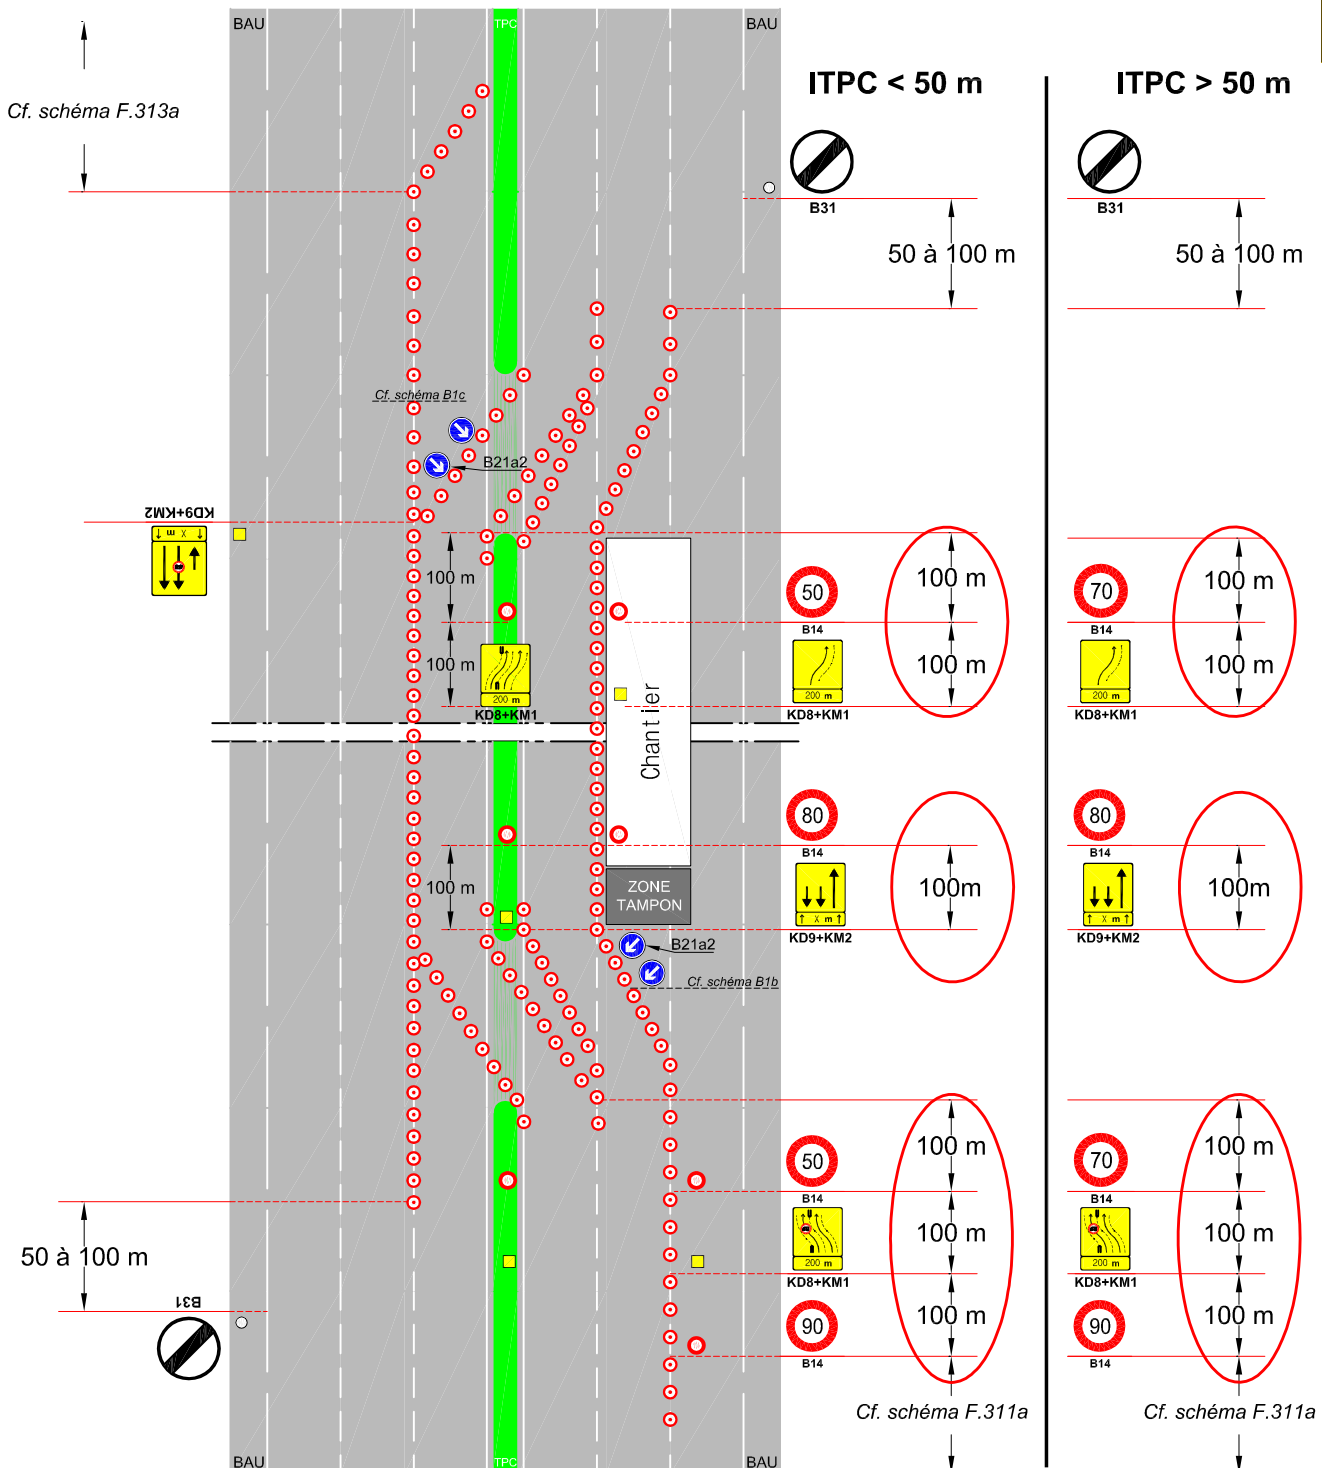 BAU
TPC
BAU
ITPC < 50 m
ITPC > 50 m
Cf. schéma F.313a
B31
B31
50 à 100 m
50 à 100 m
Cf. schéma B1c
B21a2
KD9+KM2
↓ X m ↓
100 m
100 m
KD8+KM1
200 m
Chantier
50
B14
100 m
200 m
KD8+KM1
100 m
70
B14
100 m
200 m
KD8+KM1
100 m
80
B14
100m
↑ X m ↑
KD9+KM2
80
B14
100m
↑ X m ↑
KD9+KM2
100 m
ZONE
TAMPON
B21a2
Cf. schéma B1b
50
B14
100 m
200 m
KD8+KM1
100 m
90
B14
100 m
70
B14
100 m
200 m
KD8+KM1
100 m
90
B14
100 m
50 à 100 m
B31
Cf. schéma F.311a
Cf. schéma F.311a
BAU
TPC
BAU